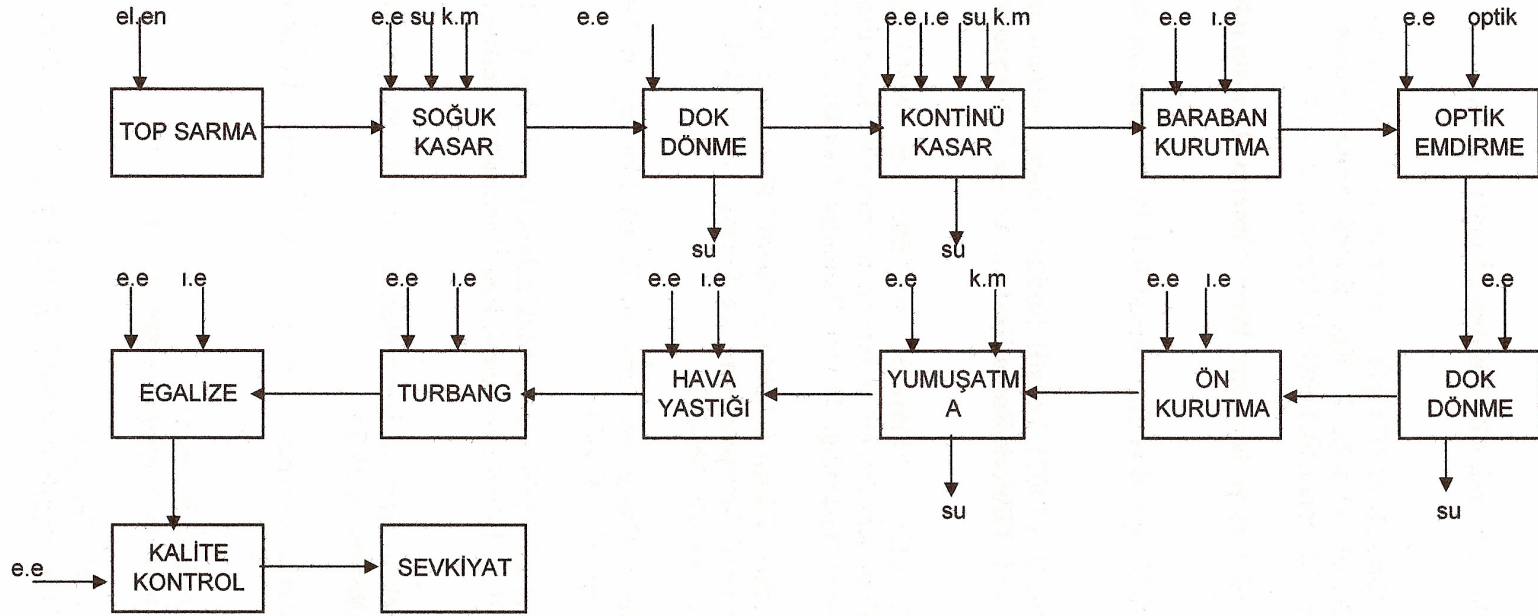 el.en e.e su k.m e.e e.e ı.e su k.m e.e ı.e e.e optik
TOP SARMA
SOĞUK
KASAR
DOK
DÖNME
KONTİNÜ
KASAR
BARABAN
KURUTMA
OPTİK
EMDİRME
su su
e.e ı.e e.e ı.e e.e ı.e e.e k.m e.e ı.e e.e
EGALİZE
TURBANG
HAVA
YASTIĞI
YUMUŞATM
A
ÖN
KURUTMA
DOK
DÖNME
su su
e.e
KALİTE
KONTROL
SEVKİYAT